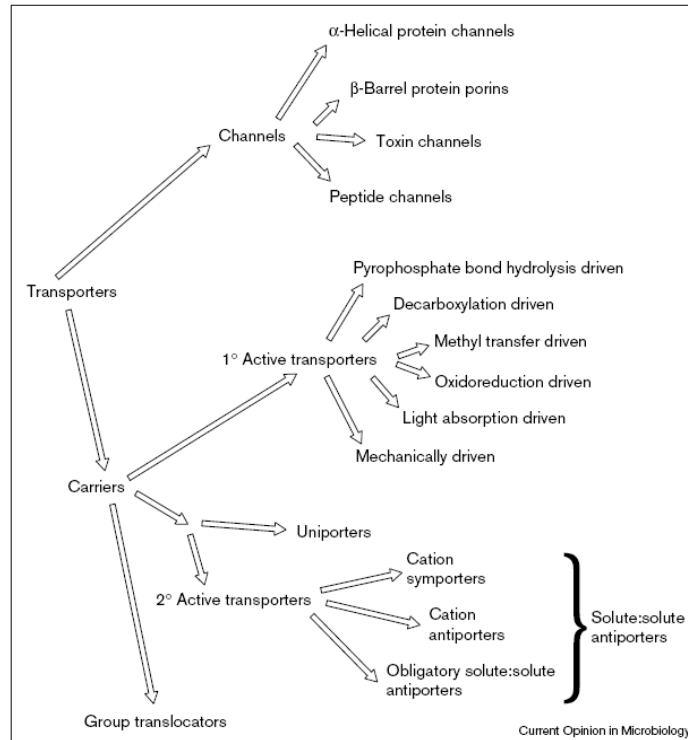 α-Helical protein channels
β-Barrel protein porins
Channels
Toxin channels
Peptide channels
Pyrophosphate bond hydrolysis driven
Transporters
Decarboxylation driven
Methyl transfer driven
1° Active transporters
Oxidoreduction driven
Light absorption driven
Mechanically driven
Carriers
Uniporters
Cation
symporters
2° Active transporters
Cation
antiporters
Solute:solute
antiporters
Obligatory solute:solute
antiporters
Group translocators
Current Opinion in Microbiology